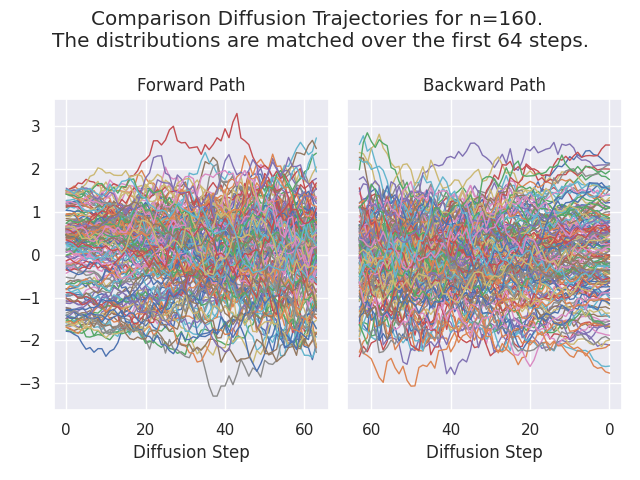 Comparison Diffusion Trajectories for n=160.
The distributions are matched over the first 64 steps.
Forward Path
Backward Path
3
2
1
0
−1
−2
−3
0 20 40 60
60 40 20 0
Diffusion Step
Diffusion Step